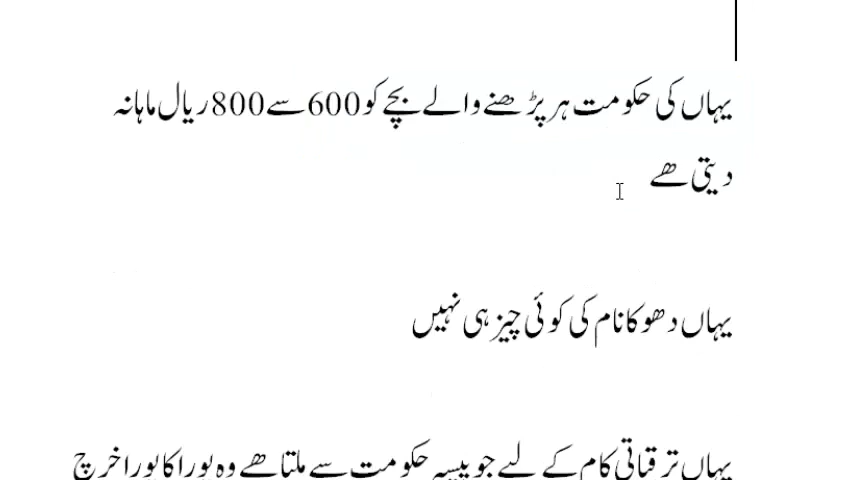 یہاں کی حکومت ہر پڑھنے والے بچے کو 600 سے 800 ریال ماہانہ
دیتی ھے
یہاں دھوکا نام کی کوئی چیز ہی نہیں
یہاں ترقیاتی کام کے لیے جو پیسہ حکومت سے ملتا ھے وہ پورا کا پورا خرچ